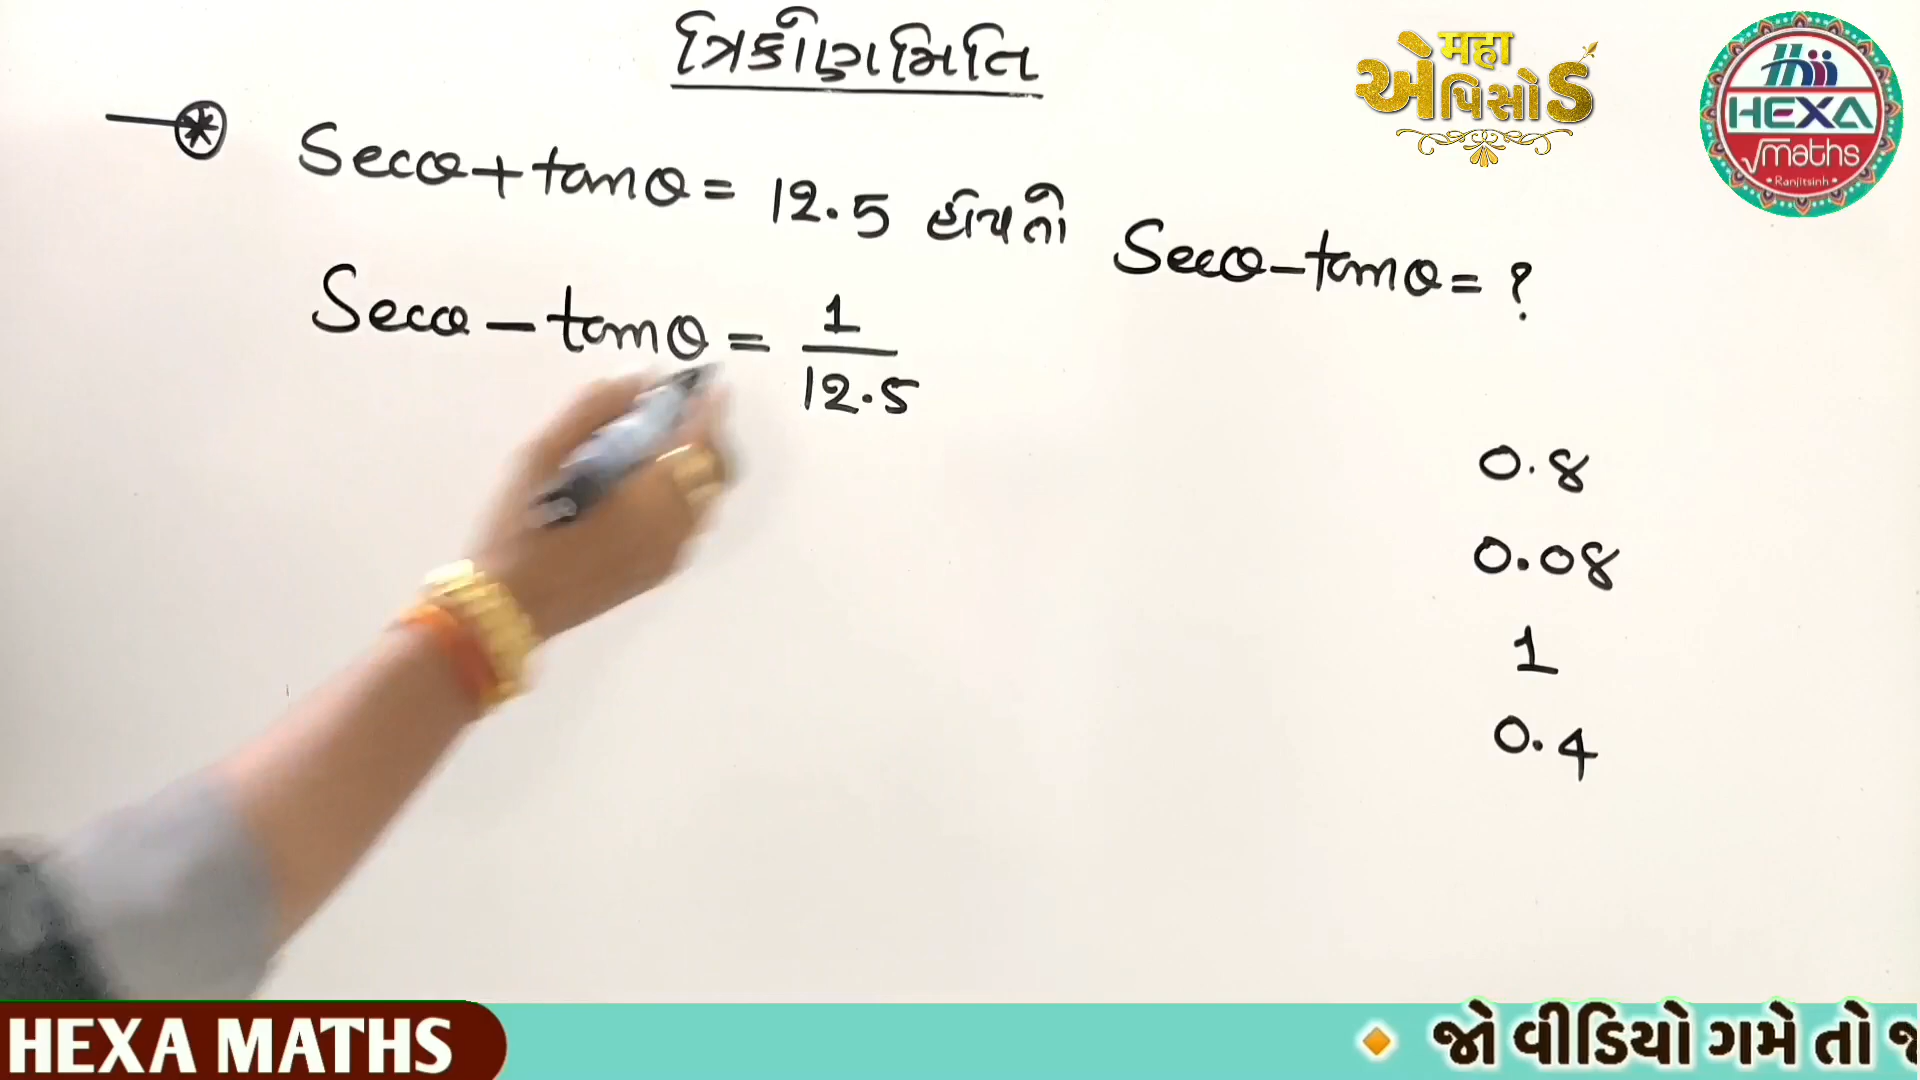 ત્રિકોણમિતિ
महा
એપિસોડ
HEXA
√maths
• Ranjitsinh •
Secθ + tanθ = 12.5 હોય તો Secθ - tanθ = ?
Secθ - tanθ = 1/12.5
0.8
0.08
1
0.4
HEXA MATHS
🔸 જો વીડિયો ગમે તો